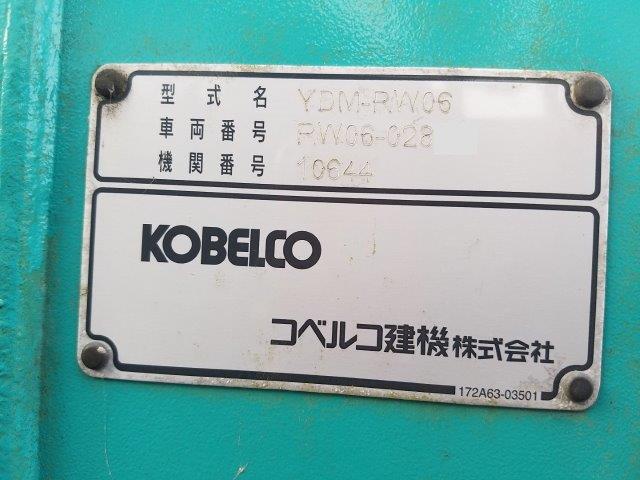 型式名 YDM-RW06
車両番号 RW06-028
機関番号 10644
KOBELCO
コベルコ建機株式会社
172A63-03501